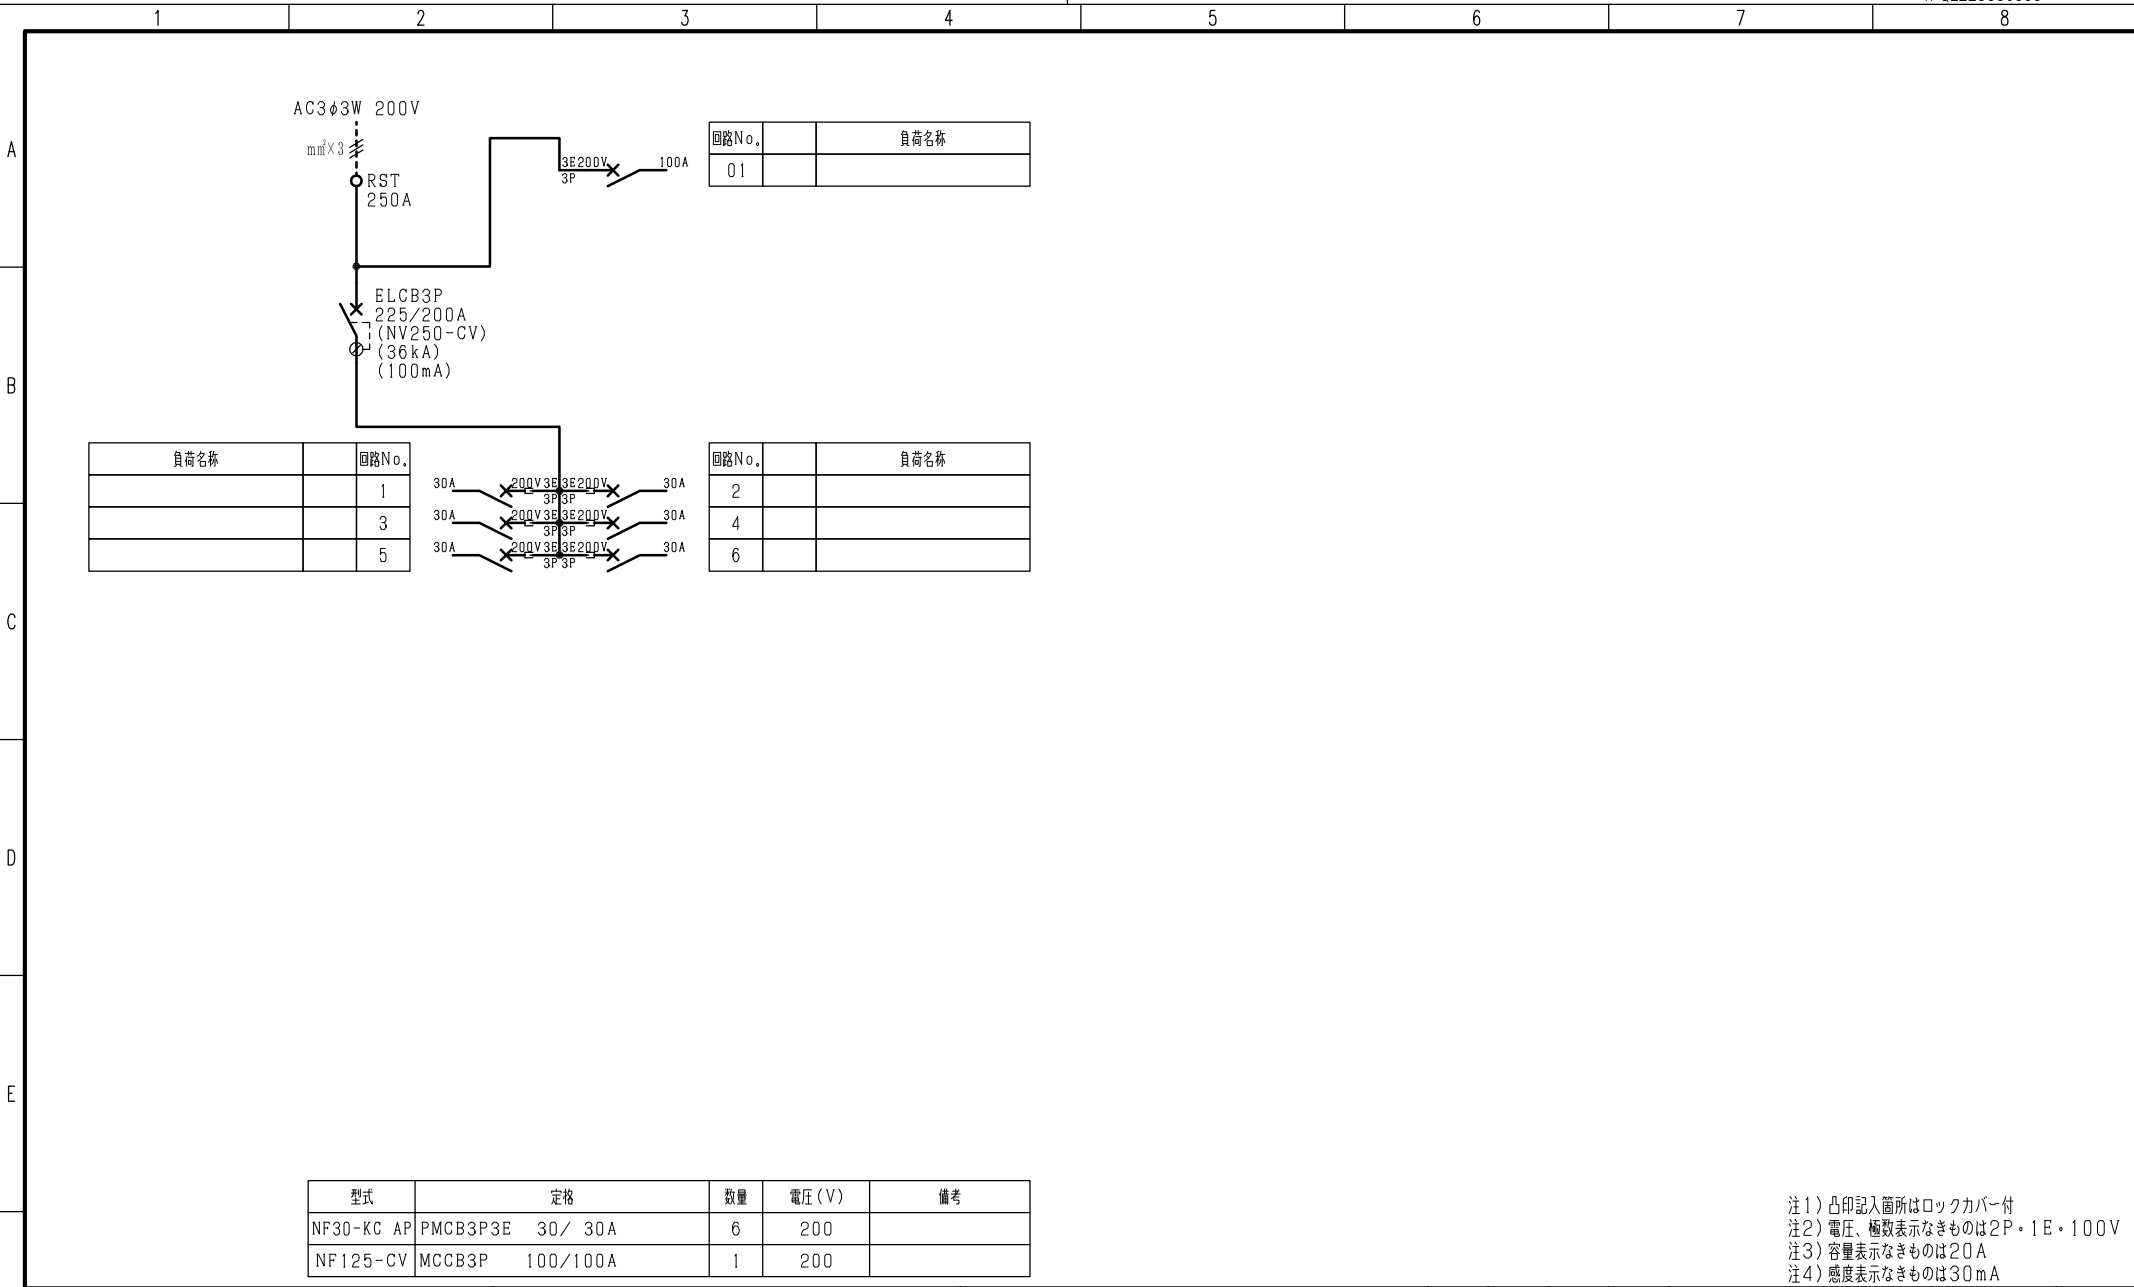 1 2 3 4 5 6 7 8
A
B
C
D
E
AC3φ3W 200V
mm²×3
RST
250A
3E200V 100A
3P
回路No. 負荷名称
01
ELCB3P
225/200A
(NV250-CV)
(36kA)
(100mA)
負荷名称 回路No.
1
3
5
30A 200V3E 3E200V 30A
3P 3P
30A 200V3E 3E200V 30A
3P 3P
30A 200V3E 3E200V 30A
3P 3P
回路No. 負荷名称
2
4
6
型式 定格 数量 電圧(V) 備考
NF30-KC AP PMCB3P3E 30/ 30A 6 200
NF125-CV MCCB3P 100/100A 1 200
注1)凸印記入箇所はロックカバー付
注2)電圧、極数表示なきものは2P・1E・100V
注3)容量表示なきものは20A
注4)感度表示なきものは30mA